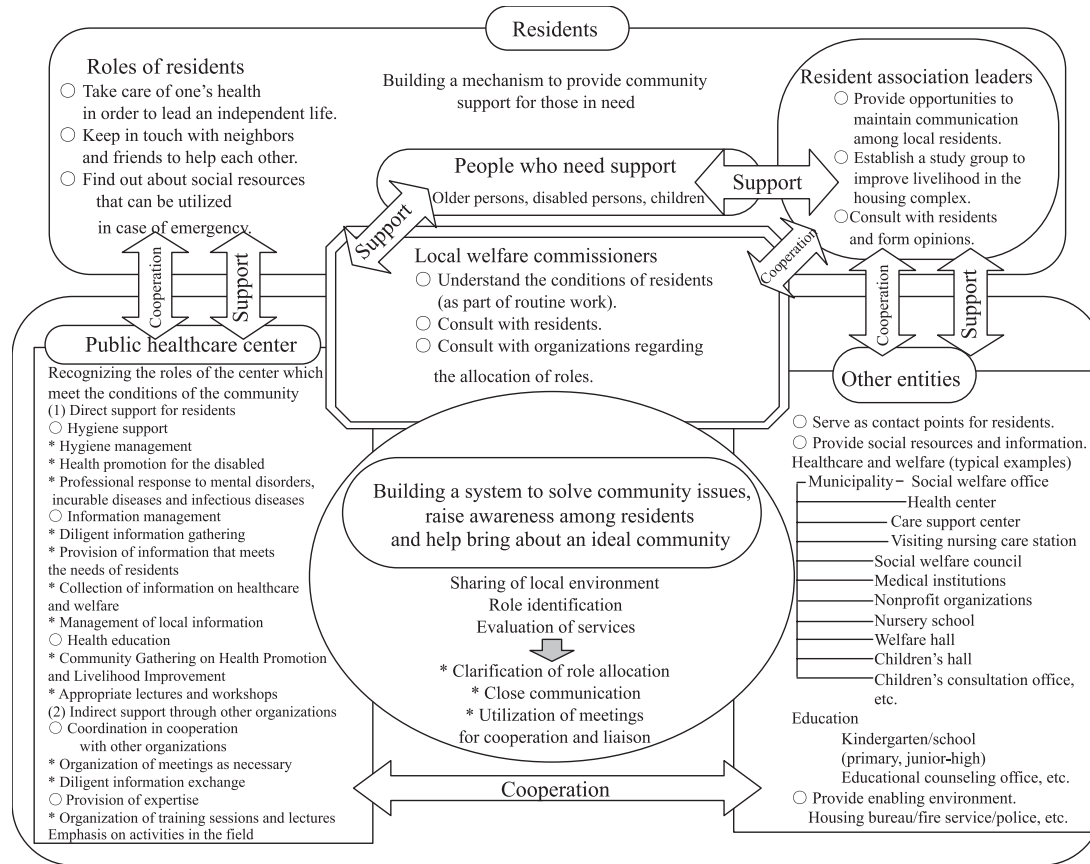 Residents
Roles of residents
○ Take care of one's health
in order to lead an independent life.
○ Keep in touch with neighbors
and friends to help each other.
○ Find out about social resources
that can be utilized
in case of emergency.
Building a mechanism to provide community
support for those in need
Resident association leaders
○ Provide opportunities to
maintain communication
among local residents.
○ Establish a study group to
improve livelihood in the
housing complex.
○Consult with residents
and form opinions.
People who need support
Older persons, disabled persons, children
Support
Support
Cooperation
Local welfare commissioners
○ Understand the conditions of residents
(as part of routine work).
○ Consult with residents.
○ Consult with organizations regarding
the allocation of roles.
Cooperation
Support
Cooperation
Support
Public healthcare center
Recognizing the roles of the center which
meet the conditions of the community
(1) Direct support for residents
○ Hygiene support
* Hygiene management
* Health promotion for the disabled
* Professional response to mental disorders,
incurable diseases and infectious diseases
○ Information management
* Diligent information gathering
* Provision of information that meets
the needs of residents
* Collection of information on healthcare
and welfare
* Management of local information
○ Health education
* Community Gathering on Health Promotion
and Livelihood Improvement
* Appropriate lectures and workshops
(2) Indirect support through other organizations
○ Coordination in cooperation
with other organizations
* Organization of meetings as necessary
* Diligent information exchange
○ Provision of expertise
* Organization of training sessions and lectures
Emphasis on activities in the field
Building a system to solve community issues,
raise awareness among residents
and help bring about an ideal community
Sharing of local environment
Role identification
Evaluation of services
* Clarification of role allocation
* Close communication
* Utilization of meetings
for cooperation and liaison
Cooperation
Other entities
○ Serve as contact points for residents.
○ Provide social resources and information.
Healthcare and welfare (typical examples)
Municipality – Social welfare office
Health center
Care support center
Visiting nursing care station
Social welfare council
Medical institutions
Nonprofit organizations
Nursery school
Welfare hall
Children's hall
Children's consultation office,
etc.
Education
Kindergarten/school
(primary, junior-high)
Educational counseling office, etc.
○ Provide enabling environment.
Housing bureau/fire service/police, etc.